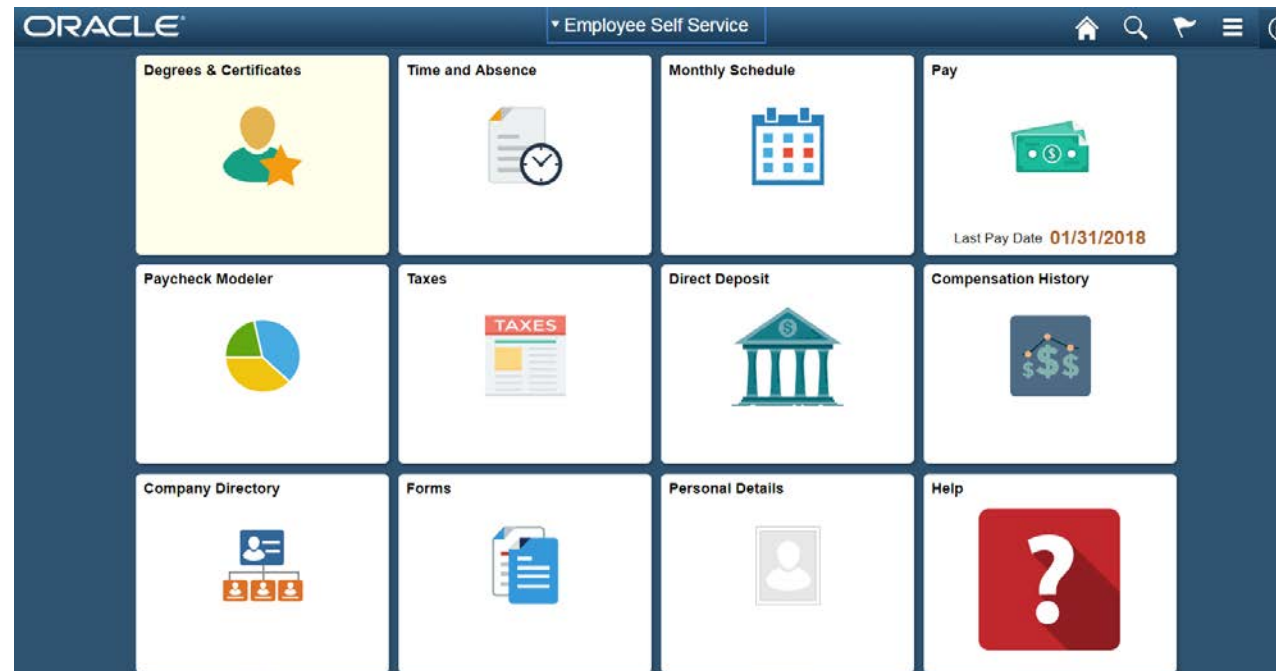 ORACLE
Employee Self Service
Degrees & Certificates
Time and Absence
Monthly Schedule
Pay
Last Pay Date 01/31/2018
Paycheck Modeler
Taxes
TAXES
Direct Deposit
Compensation History
Company Directory
Forms
Personal Details
Help